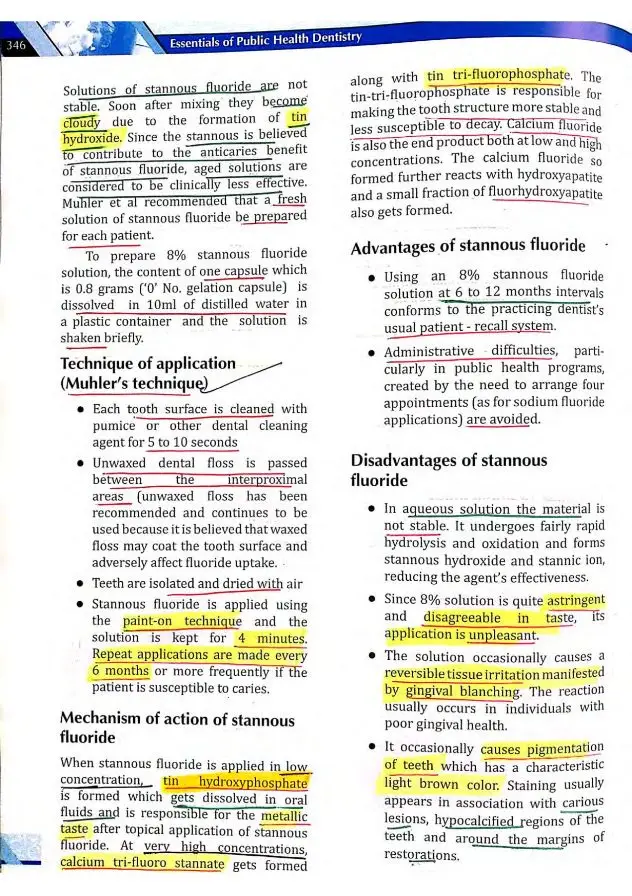 346
Essentials of Public Health Dentistry
Solutions of stannous fluoride are not
stable. Soon after mixing they become
cloudy due to the formation of tin
hydroxide. Since the stannous is believed
to contribute to the anticaries benefit
of stannous fluoride, aged solutions are
considered to be clinically less effective.
Muhler et al recommended that a fresh
solution of stannous fluoride be prepared
for each patient.
To prepare 8% stannous fluoride
solution, the content of one capsule which
is 0.8 grams ('0' No. gelation capsule) is
dissolved in 10ml of distilled water in
a plastic container and the solution is
shaken briefly.
Technique of application
(Muhler's technique)
• Each tooth surface is cleaned with
pumice or other dental cleaning
agent for 5 to 10 seconds
• Unwaxed dental floss is passed
between the interproximal
areas (unwaxed floss has been
recommended and continues to be
used because it is believed that waxed
floss may coat the tooth surface and
adversely affect fluoride uptake.
• Teeth are isolated and dried with air
• Stannous fluoride is applied using
the paint-on technique and the
solution is kept for 4 minutes.
Repeat applications are made every
6 months or more frequently if the
patient is susceptible to caries.
Mechanism of action of stannous
fluoride
When stannous fluoride is applied in low
concentration, tin hydroxyphosphate
is formed which gets dissolved in oral
fluids and is responsible for the metallic
taste after topical application of stannous
fluoride. At very high concentrations,
calcium tri-fluoro stannate gets formed
along with tin tri-fluorophosphate. The
tin-tri-fluorophosphate is responsible for
making the tooth structure more stable and
less susceptible to decay. Calcium fluoride
is also the end product both at low and high
concentrations. The calcium fluoride so
formed further reacts with hydroxyapatite
and a small fraction of fluorhydroxyapatite
also gets formed.
Advantages of stannous fluoride
• Using an 8% stannous fluoride
solution at 6 to 12 months intervals
conforms to the practicing dentist's
usual patient - recall system.
• Administrative difficulties, parti-
cularly in public health programs,
created by the need to arrange four
appointments (as for sodium fluoride
applications) are avoided.
Disadvantages of stannous
fluoride
• In aqueous solution the material is
not stable. It undergoes fairly rapid
hydrolysis and oxidation and forms
stannous hydroxide and stannic ion,
reducing the agent's effectiveness.
• Since 8% solution is quite astringent
and disagreeable in taste, its
application is unpleasant.
• The solution occasionally causes a
reversible tissue irritation manifested
by gingival blanching. The reaction
usually occurs in individuals with
poor gingival health.
• It occasionally causes pigmentation
of teeth which has a characteristic
light brown color. Staining usually
appears in association with carious
lesions, hypocalcified regions of the
teeth and around the margins of
restorations.